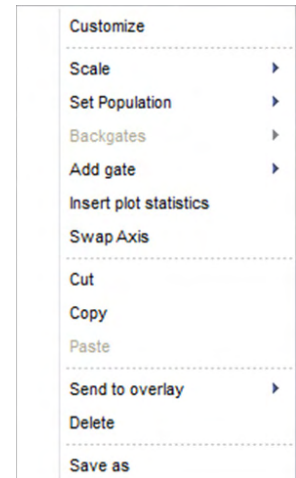 Customize
Scale
Set Population
Backgates
Add gate
Insert plot statistics
Swap Axis
Cut
Copy
Paste
Send to overlay
Delete
Save as